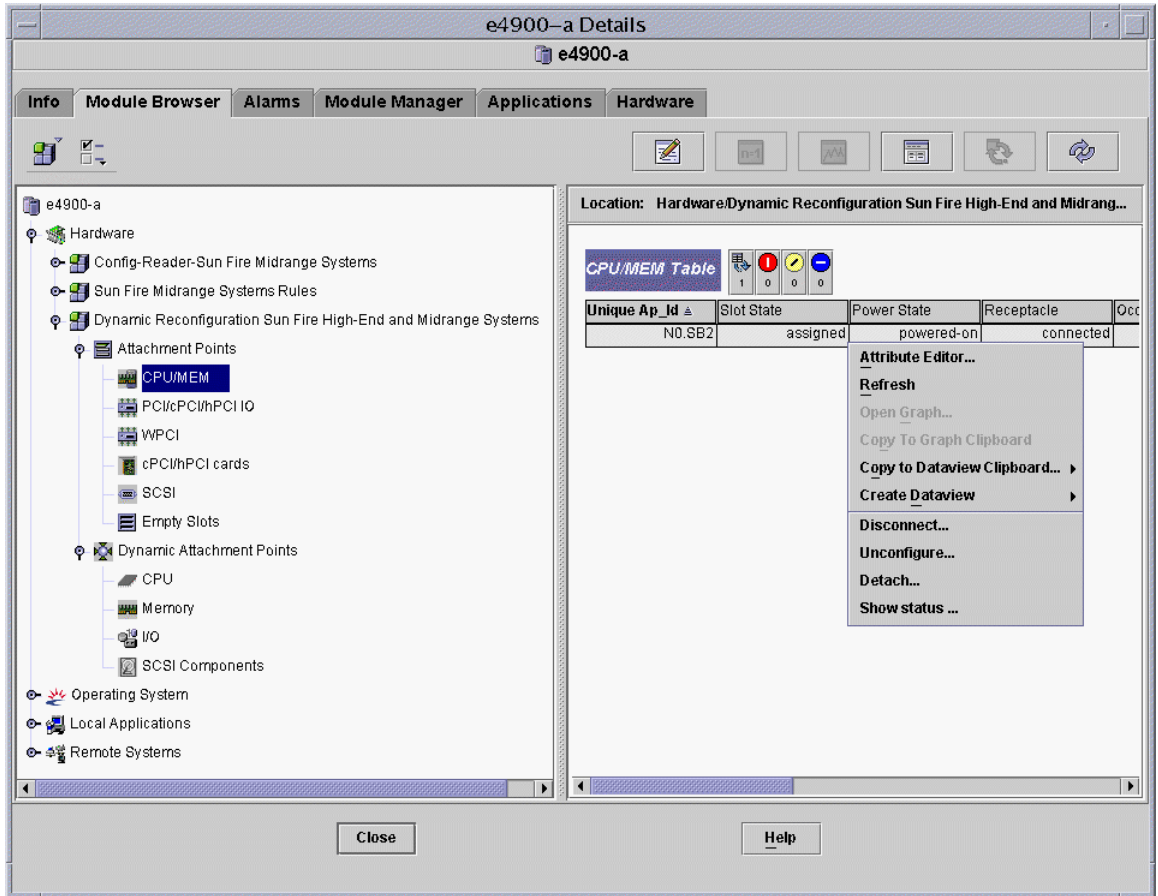 e4900-a Details
e4900-a
Info Module Browser Alarms Module Manager Applications Hardware
n=1
e4900-a
Hardware
Config-Reader-Sun Fire Midrange Systems
Sun Fire Midrange Systems Rules
Dynamic Reconfiguration Sun Fire High-End and Midrange Systems
Attachment Points
CPU/MEM
PCI/cPCI/hPCI IO
WPCI
cPCI/hPCI cards
SCSI
Empty Slots
Dynamic Attachment Points
CPU
Memory
I/O
SCSI Components
Operating System
Local Applications
Remote Systems
Location: Hardware/Dynamic Reconfiguration Sun Fire High-End and Midrang...
CPU/MEM Table
1 0 0 0
Unique Ap_Id Slot State Power State Receptacle Occ
N0.SB2 assigned powered-on connected
Attribute Editor...
Refresh
Open Graph...
Copy To Graph Clipboard
Copy to Dataview Clipboard...
Create Dataview
Disconnect...
Unconfigure...
Detach...
Show status ...
Close Help